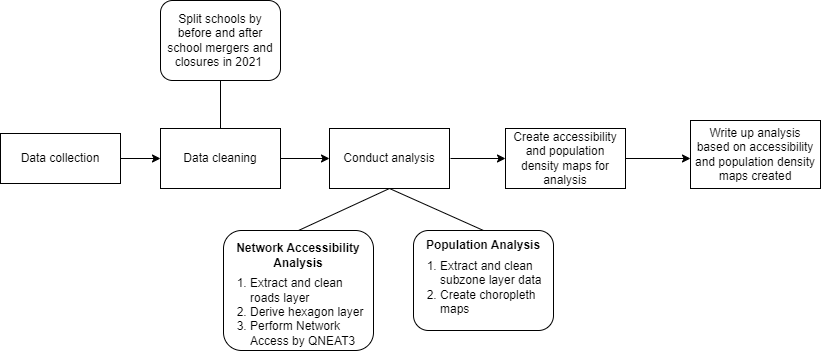 Split schools by
before and after
school mergers and
closures in 2021
Data collection
Data cleaning
Conduct analysis
Create accessibility
and population
density maps for
analysis
Write up analysis
based on accessibility
and population density
maps created
Network Accessibility
Analysis
1. Extract and clean
roads layer
2. Derive hexagon layer
3. Perform Network
Access by QNEAT3
Population Analysis
1. Extract and clean
subzone layer data
2. Create choropleth
maps